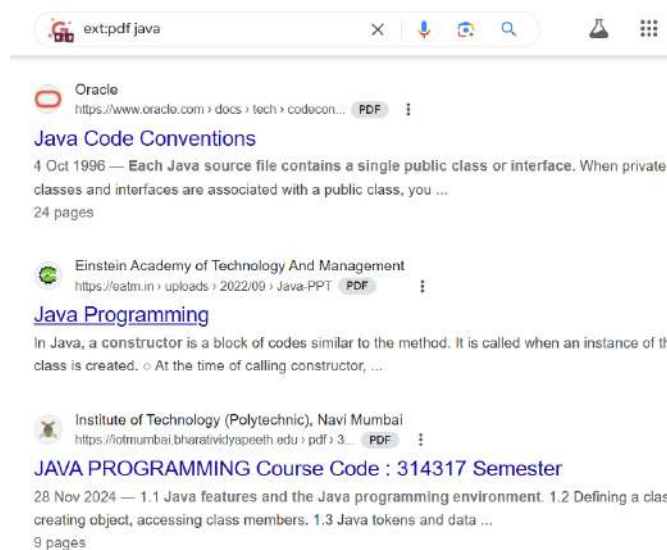 ext:pdf java
Oracle
https://www.oracle.com › docs › tech › codecon... PDF
Java Code Conventions
4 Oct 1996 — Each Java source file contains a single public class or interface. When private
classes and interfaces are associated with a public class, you ...
24 pages
Einstein Academy of Technology And Management
https://eatm.in › uploads › 2022/09 › Java-PPT PDF
Java Programming
In Java, a constructor is a block of codes similar to the method. It is called when an instance of th
class is created. ○ At the time of calling constructor, ...
Institute of Technology (Polytechnic), Navi Mumbai
https://iotmumbai.bharatividyapeeth.edu › pdf › 3... PDF
JAVA PROGRAMMING Course Code : 314317 Semester
28 Nov 2024 — 1.1 Java features and the Java programming environment. 1.2 Defining a clas
creating object, accessing class members. 1.3 Java tokens and data ...
9 pages